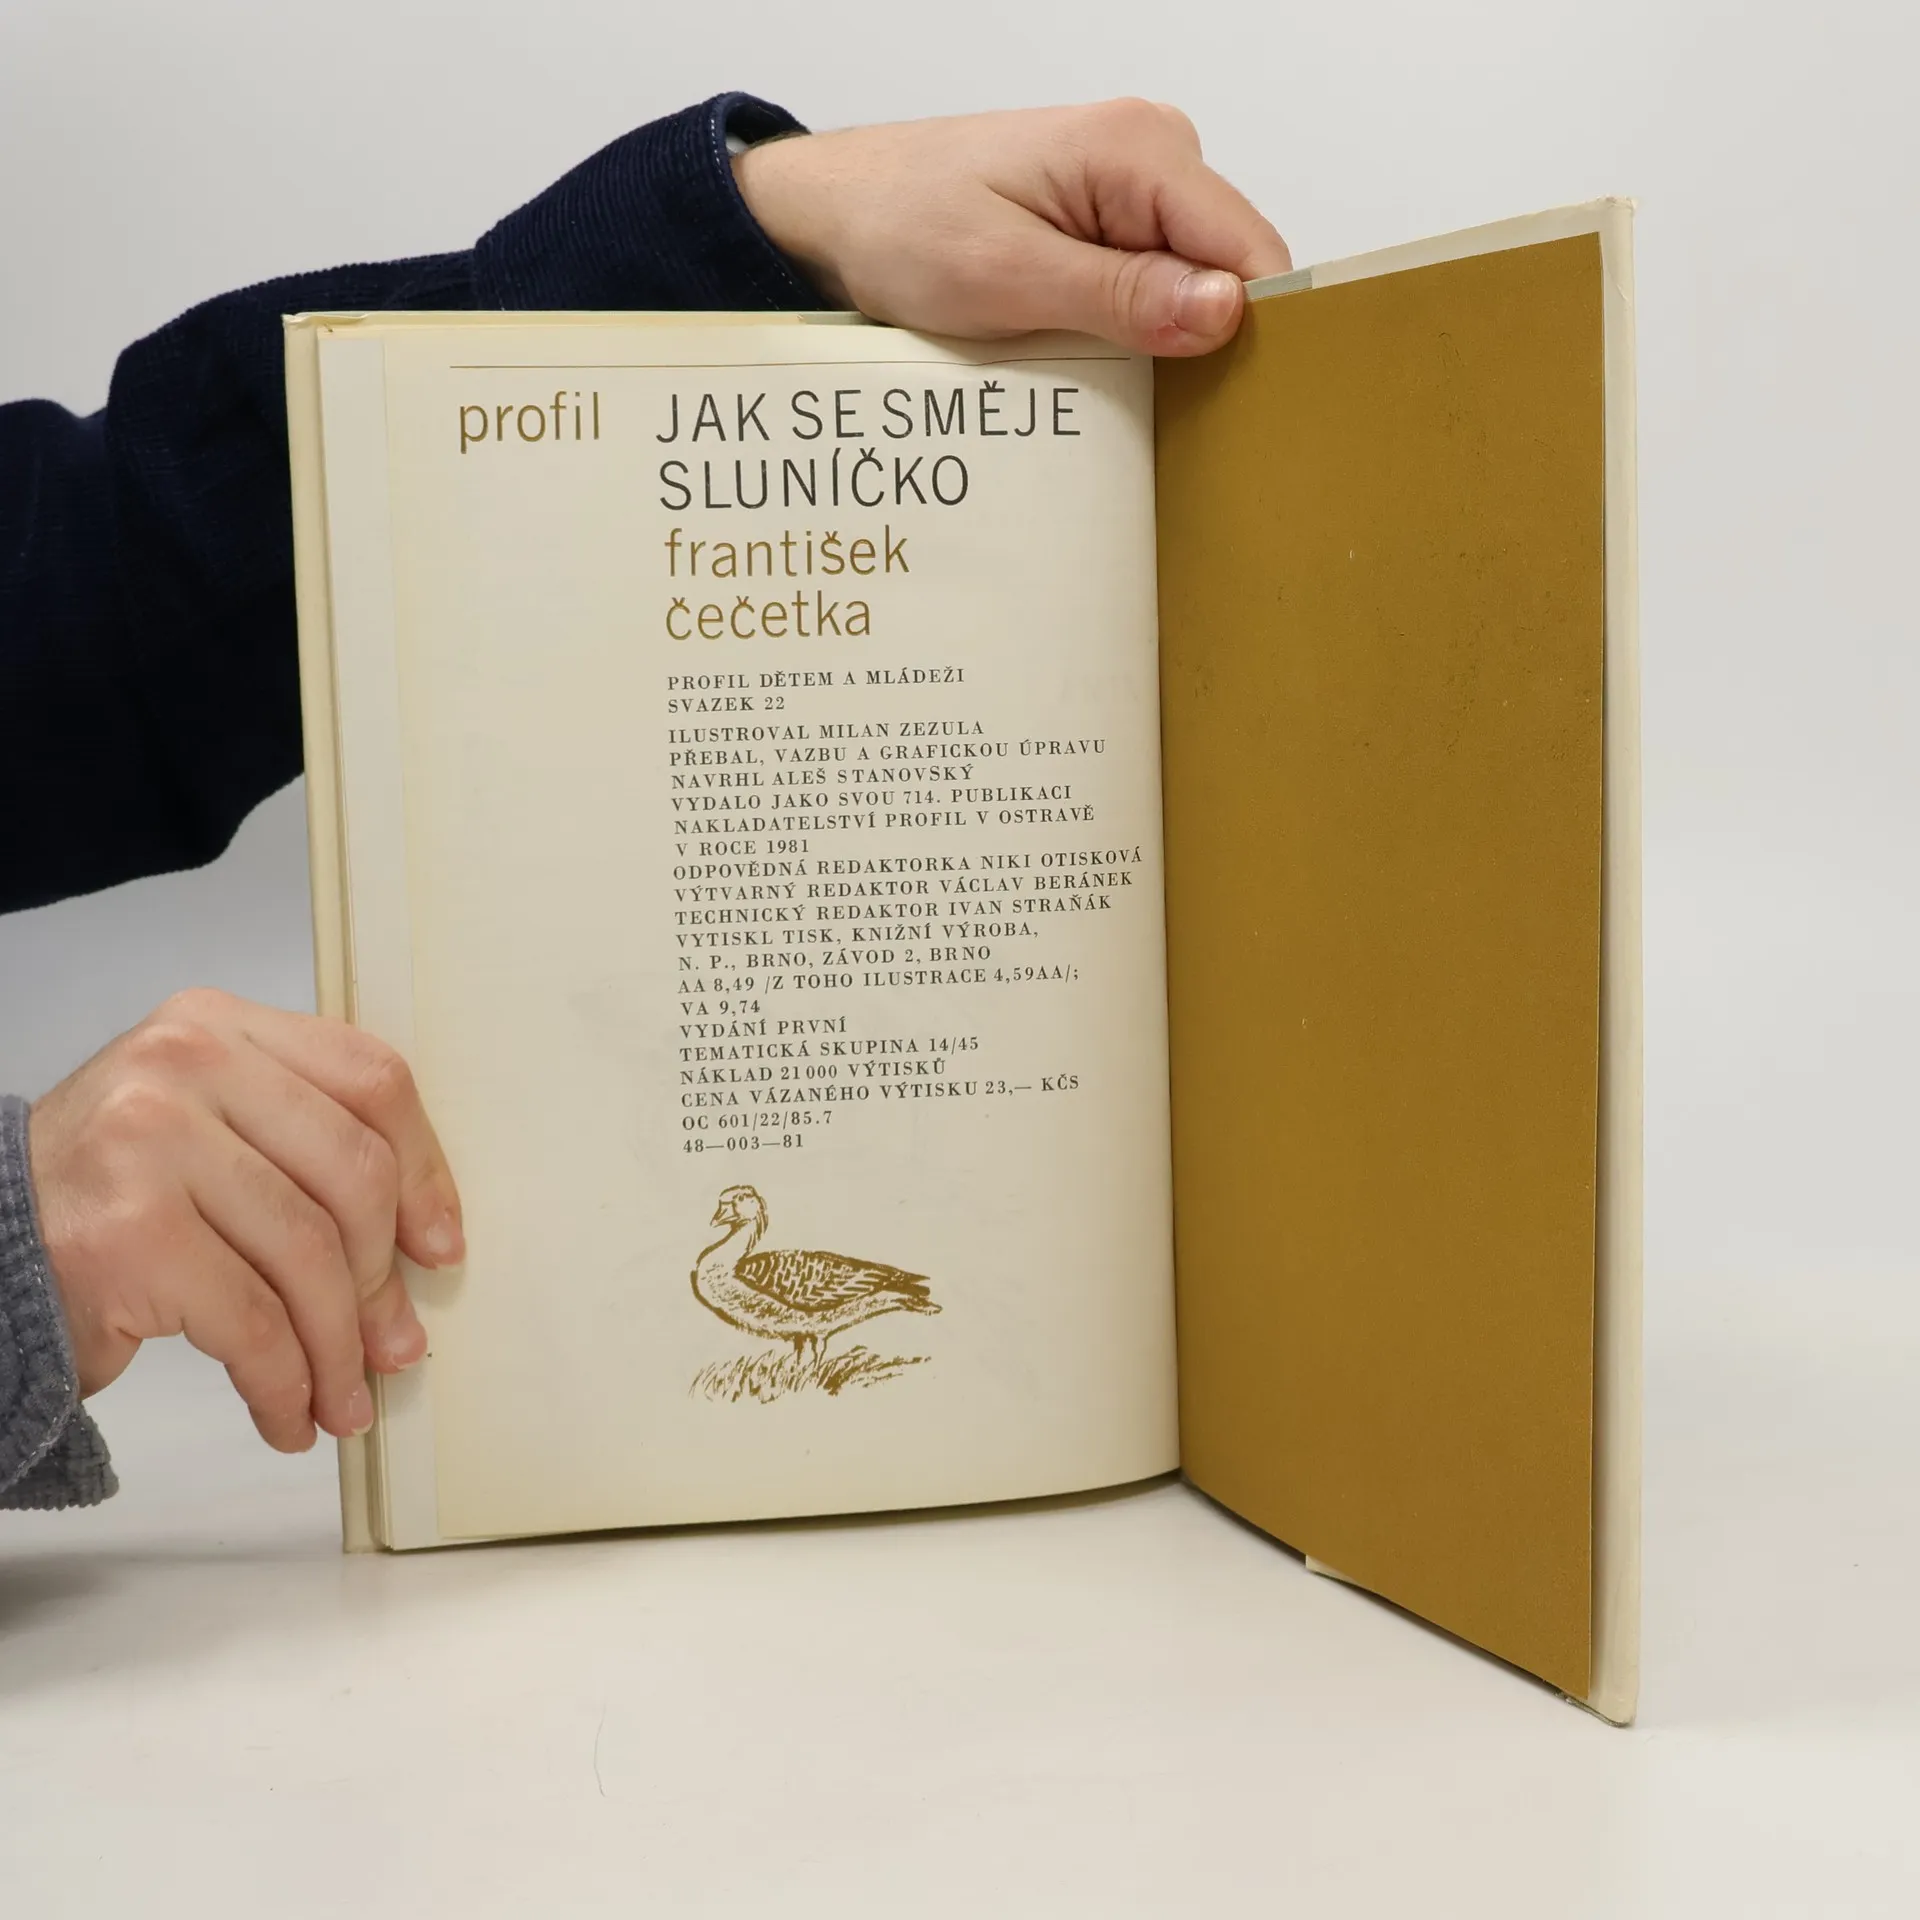 profil JAK SE SMĚJE
SLUNÍČKO
františek
čečetka
PROFIL DĚTEM A MLÁDEŽI
SVAZEK 22
ILUSTROVAL MILAN ZEZULA
PŘEBAL, VAZBU A GRAFICKOU ÚPRAVU
NAVRHL ALEŠ STANOVSKÝ
VYDALO JAKO SVOU 714. PUBLIKACI
NAKLADATELSTVÍ PROFIL V OSTRAVĚ
V ROCE 1981
ODPOVĚDNÁ REDAKTORKA NIKI OTISKOVÁ
VÝTVARNÝ REDAKTOR VÁCLAV BERÁNEK
TECHNICKÝ REDAKTOR IVAN STRAŇÁK
VYTISKL TISK, KNIŽNÍ VÝROBA,
N. P., BRNO, ZÁVOD 2, BRNO
AA 8,49 /Z TOHO ILUSTRACE 4,59AA/;
VA 9,74
VYDÁNÍ PRVNÍ
TEMATICKÁ SKUPINA 14/45
NÁKLAD 21000 VÝTISKŮ
CENA VÁZANÉHO VÝTISKU 23,— KČS
OC 601/22/85.7
48—003—81